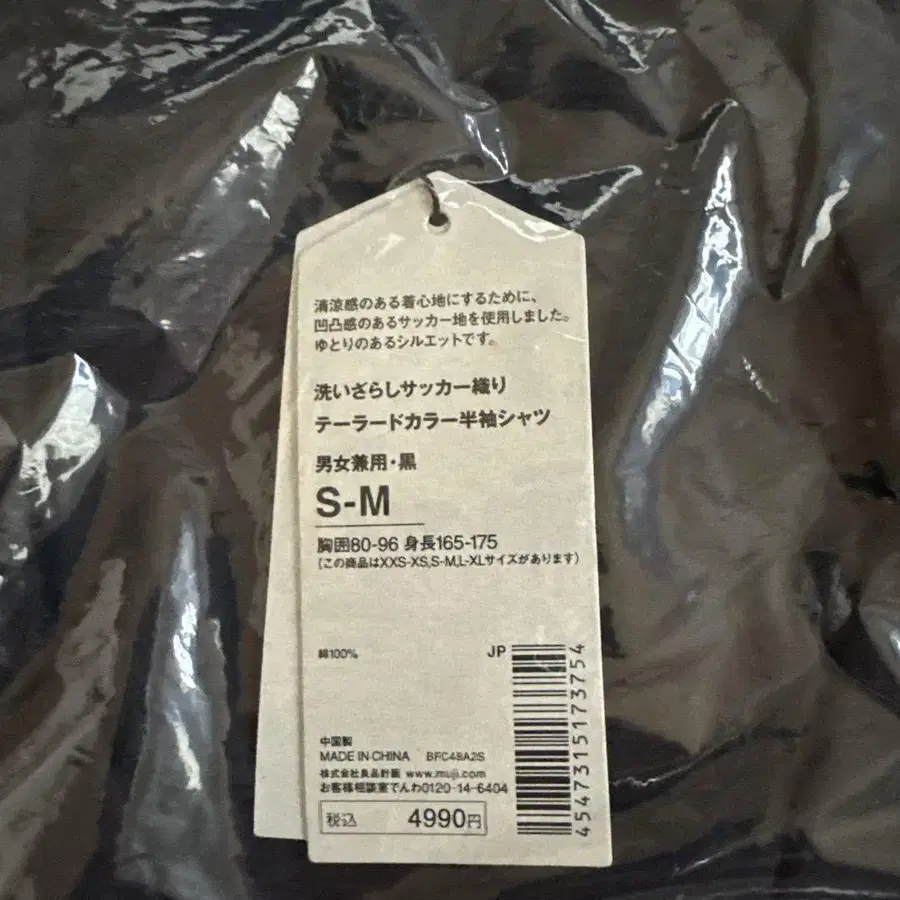 清涼感のある着心地にするために、
凹凸感のあるサッカー地を使用しました。
ゆとりのあるシルエットです。
洗いざらしサッカー織り
テーラードカラー半袖シャツ
男女兼用・黒
S-M
胸囲80-96 身長165-175
(この商品はXXS-XS,S-M,L-XLサイズがあります)
綿100%
JP
4547315173754
中国製
MADE IN CHINA BFC48A2S
株式会社良品計画 www.muji.com
お客様相談室でんわ0120-14-6404
税込 4990円